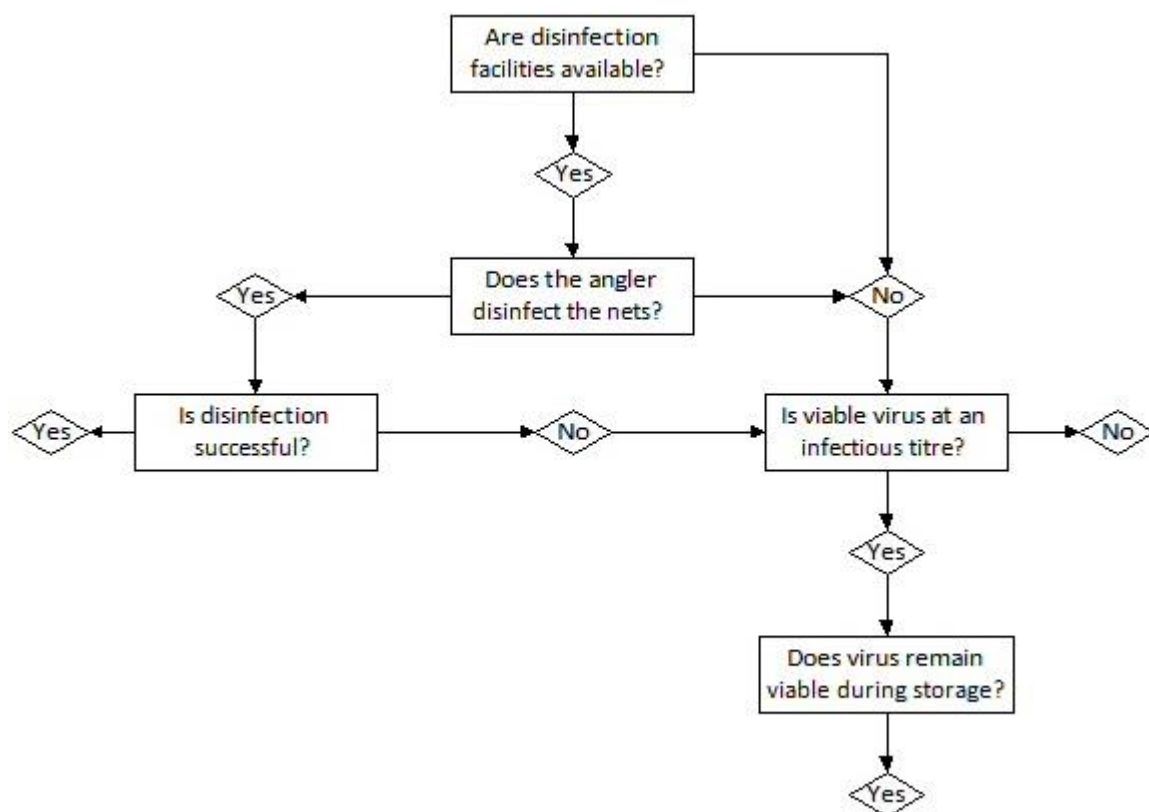 Are disinfection
facilities available?
Yes
Does the angler
disinfect the nets?
Yes
No
Is disinfection
successful?
Yes
No
Is viable virus at an
infectious titre?
No
Yes
Does virus remain
viable during storage?
Yes